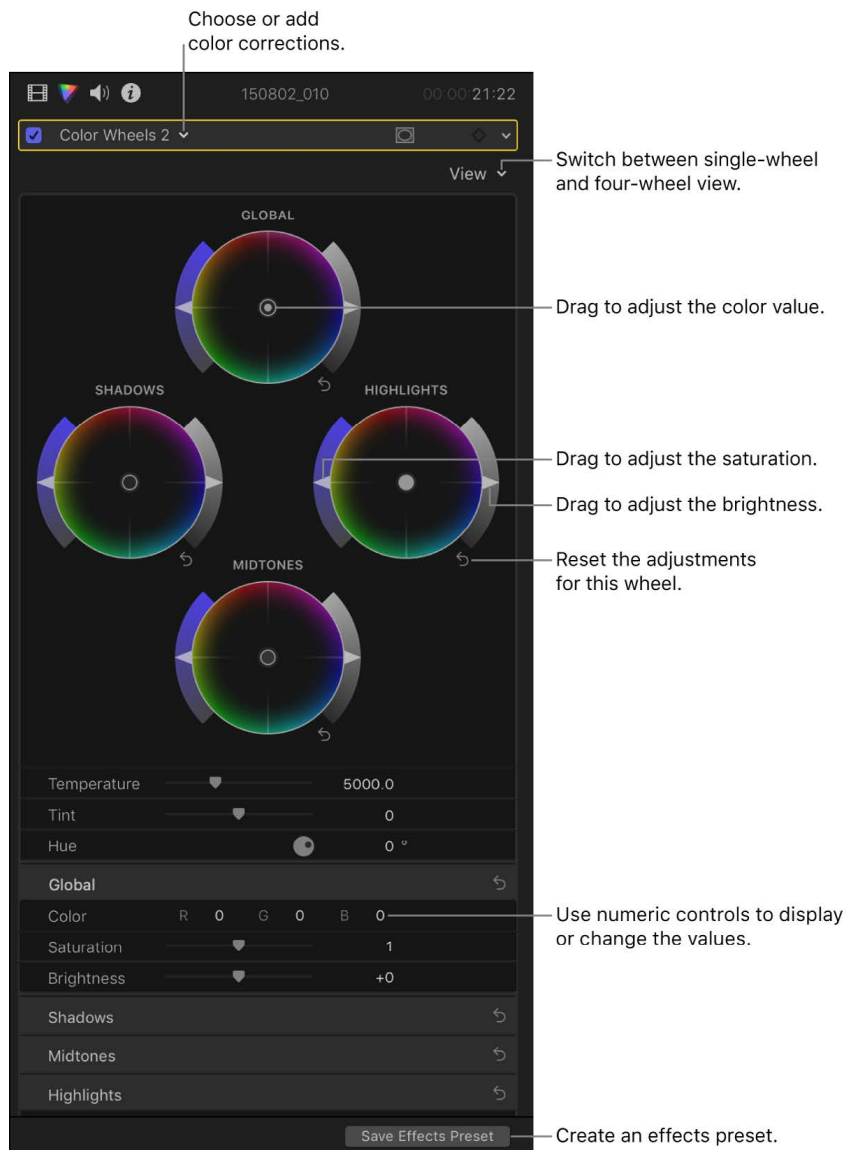 Choose or add
color corrections.
150802_010 00:00:21:22
Color Wheels 2
View
Switch between single-wheel
and four-wheel view.
GLOBAL
Drag to adjust the color value.
SHADOWS HIGHLIGHTS
Drag to adjust the saturation.
Drag to adjust the brightness.
Reset the adjustments
for this wheel.
MIDTONES
Temperature 5000.0
Tint 0
Hue 0 °
Global
Color R 0 G 0 B 0
Use numeric controls to display
or change the values.
Saturation 1
Brightness +0
Shadows
Midtones
Highlights
Save Effects Preset
Create an effects preset.